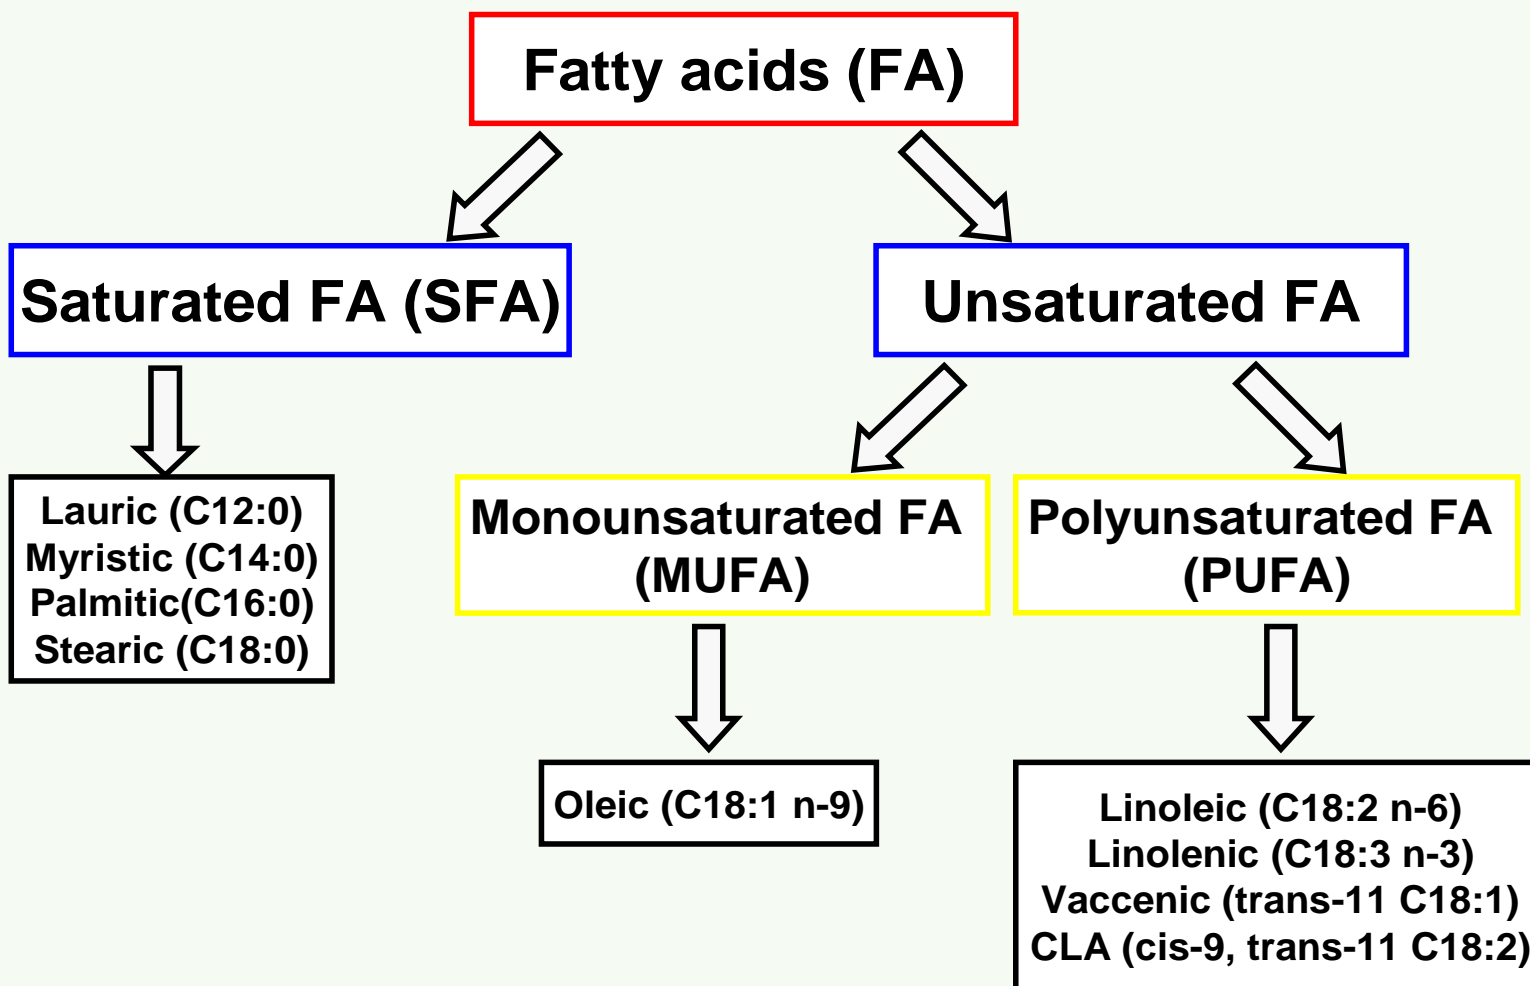 Fatty acids (FA)
Saturated FA (SFA)
Unsaturated FA
Lauric (C12:0)
Myristic (C14:0)
Palmitic(C16:0)
Stearic (C18:0)
Monounsaturated FA
(MUFA)
Polyunsaturated FA
(PUFA)
Oleic (C18:1 n-9)
Linoleic (C18:2 n-6)
Linolenic (C18:3 n-3)
Vaccenic (trans-11 C18:1)
CLA (cis-9, trans-11 C18:2)